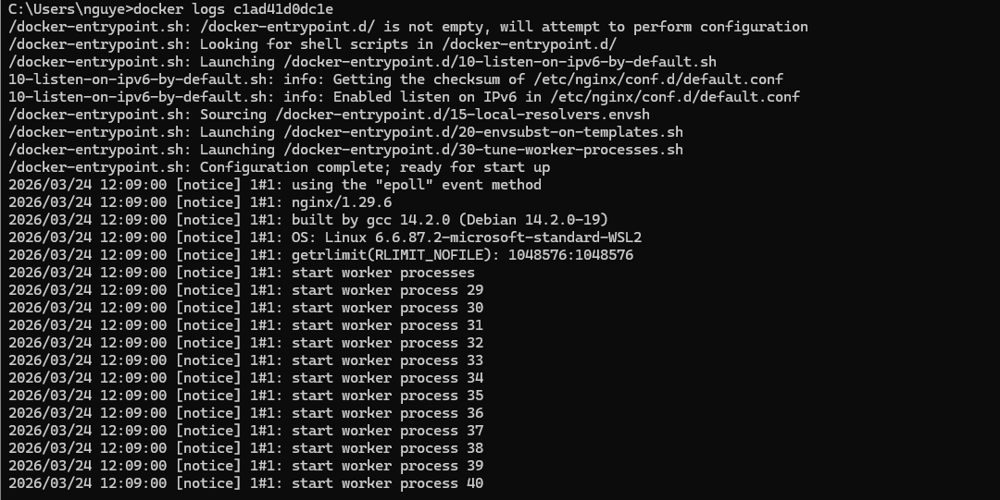 C:\Users\nguye>docker logs c1ad41d0dc1e
/docker-entrypoint.sh: /docker-entrypoint.d/ is not empty, will attempt to perform configuration
/docker-entrypoint.sh: Looking for shell scripts in /docker-entrypoint.d/
/docker-entrypoint.sh: Launching /docker-entrypoint.d/10-listen-on-ipv6-by-default.sh
10-listen-on-ipv6-by-default.sh: info: Getting the checksum of /etc/nginx/conf.d/default.conf
10-listen-on-ipv6-by-default.sh: info: Enabled listen on IPv6 in /etc/nginx/conf.d/default.conf
/docker-entrypoint.sh: Sourcing /docker-entrypoint.d/15-local-resolvers.envsh
/docker-entrypoint.sh: Launching /docker-entrypoint.d/20-envsubst-on-templates.sh
/docker-entrypoint.sh: Launching /docker-entrypoint.d/30-tune-worker-processes.sh
/docker-entrypoint.sh: Configuration complete; ready for start up
2026/03/24 12:09:00 [notice] 1#1: using the "epoll" event method
2026/03/24 12:09:00 [notice] 1#1: nginx/1.29.6
2026/03/24 12:09:00 [notice] 1#1: built by gcc 14.2.0 (Debian 14.2.0-19)
2026/03/24 12:09:00 [notice] 1#1: OS: Linux 6.6.87.2-microsoft-standard-WSL2
2026/03/24 12:09:00 [notice] 1#1: getrlimit(RLIMIT_NOFILE): 1048576:1048576
2026/03/24 12:09:00 [notice] 1#1: start worker processes
2026/03/24 12:09:00 [notice] 1#1: start worker process 29
2026/03/24 12:09:00 [notice] 1#1: start worker process 30
2026/03/24 12:09:00 [notice] 1#1: start worker process 31
2026/03/24 12:09:00 [notice] 1#1: start worker process 32
2026/03/24 12:09:00 [notice] 1#1: start worker process 33
2026/03/24 12:09:00 [notice] 1#1: start worker process 34
2026/03/24 12:09:00 [notice] 1#1: start worker process 35
2026/03/24 12:09:00 [notice] 1#1: start worker process 36
2026/03/24 12:09:00 [notice] 1#1: start worker process 37
2026/03/24 12:09:00 [notice] 1#1: start worker process 38
2026/03/24 12:09:00 [notice] 1#1: start worker process 39
2026/03/24 12:09:00 [notice] 1#1: start worker process 40